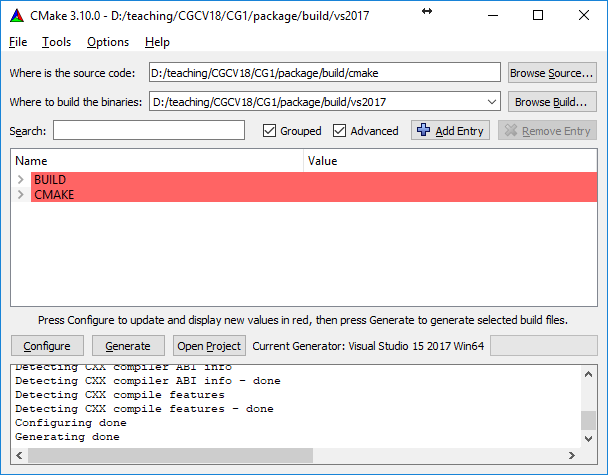 CMake 3.10.0 - D:/teaching/CGCV18/CG1/package/build/vs2017
File Tools Options Help
Where is the source code: D:/teaching/CGCV18/CG1/package/build/cmake Browse Source...
Where to build the binaries: D:/teaching/CGCV18/CG1/package/build/vs2017 Browse Build...
Search: Grouped Advanced Add Entry Remove Entry
Name Value
BUILD
CMAKE
Press Configure to update and display new values in red, then press Generate to generate selected build files.
Configure Generate Open Project Current Generator: Visual Studio 15 2017 Win64
Detecting CXX compiler ABI info
Detecting CXX compiler ABI info - done
Detecting CXX compile features
Detecting CXX compile features - done
Configuring done
Generating done